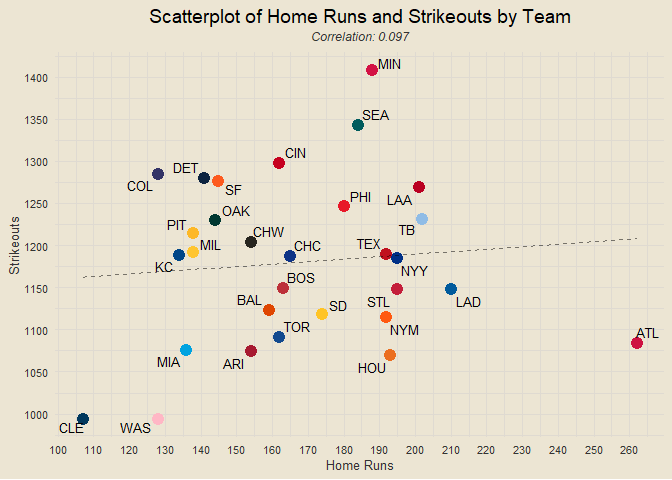 Scatterplot of Home Runs and Strikeouts by Team
Correlation: 0.097
MIN
1400
SEA
1350
CIN
1300
DET
COL
SF
PHI
LAA
1250
OAK
PIT
CHW
TB
MIL
CHC
TEX
1200
KC
NYY
BOS
1150
BAL
SD
STL
LAD
TOR
NYM
ATL
1100
MIA
ARI
HOU
1050
1000
CLE
WAS
Strikeouts
100 110 120 130 140 150 160 170 180 190 200 210 220 230 240 250 260
Home Runs